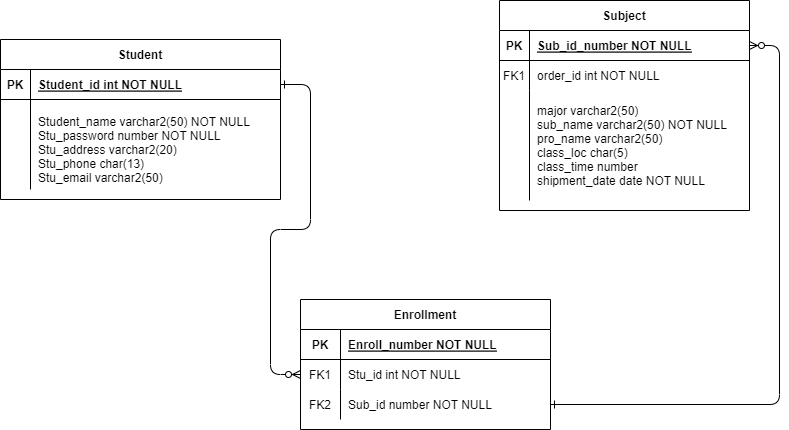 Student
PK Student_id int NOT NULL
Student_name varchar2(50) NOT NULL
Stu_password number NOT NULL
Stu_address varchar2(20)
Stu_phone char(13)
Stu_email varchar2(50)
Subject
PK Sub_id_number NOT NULL
FK1 order_id int NOT NULL
major varchar2(50)
sub_name varchar2(50) NOT NULL
pro_name varchar2(50)
class_loc char(5)
class_time number
shipment_date date NOT NULL
Enrollment
PK Enroll_number NOT NULL
FK1 Stu_id int NOT NULL
FK2 Sub_id number NOT NULL